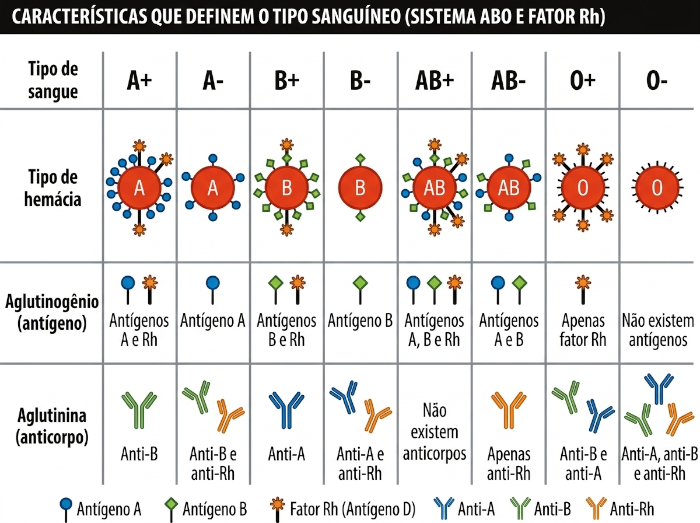 CARACTERÍSTICAS QUE DEFINEM O TIPO SANGUÍNEO (SISTEMA ABO E FATOR Rh)
Tipo de
sangue
A+
A-
B+
B-
AB+
AB-
O+
O-
Tipo de
hemácia
A
A
B
B
AB
AB
O
O
Aglutinogênio
(antígeno)
Antígenos
A e Rh
Antígeno A
Antígenos
B e Rh
Antígeno B
Antígenos
A, B e Rh
Antígenos
A e B
Apenas
fator Rh
Não existem
antígenos
Aglutinina
(anticorpo)
Anti-B
Anti-B e
anti-Rh
Anti-A
Anti-A e
anti-Rh
Não
existem
anticorpos
Apenas
anti-Rh
Anti-B e
anti-A
Anti-A, anti-B
e anti-Rh
Antígeno A
Antígeno B
Fator Rh (Antígeno D)
Anti-A
Anti-B
Anti-Rh